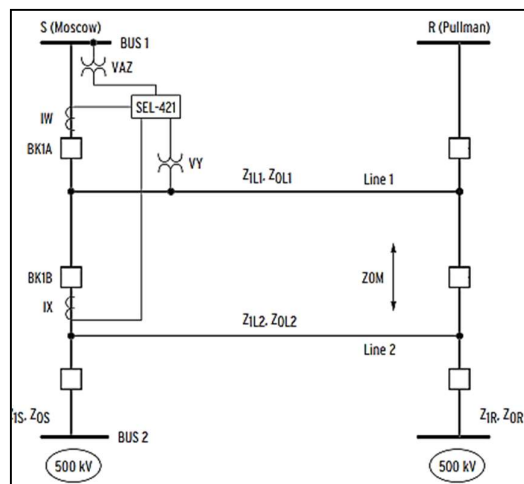 S (Moscow)
BUS 1
R (Pullman)
VAZ
SEL-421
IW
BK1A
VY
Z1L1, Z0L1
Line 1
BK1B
Z0M
IX
Z1L2, Z0L2
Line 2
Z1S, Z0S
Z1R, Z0R
BUS 2
500 kV
500 kV